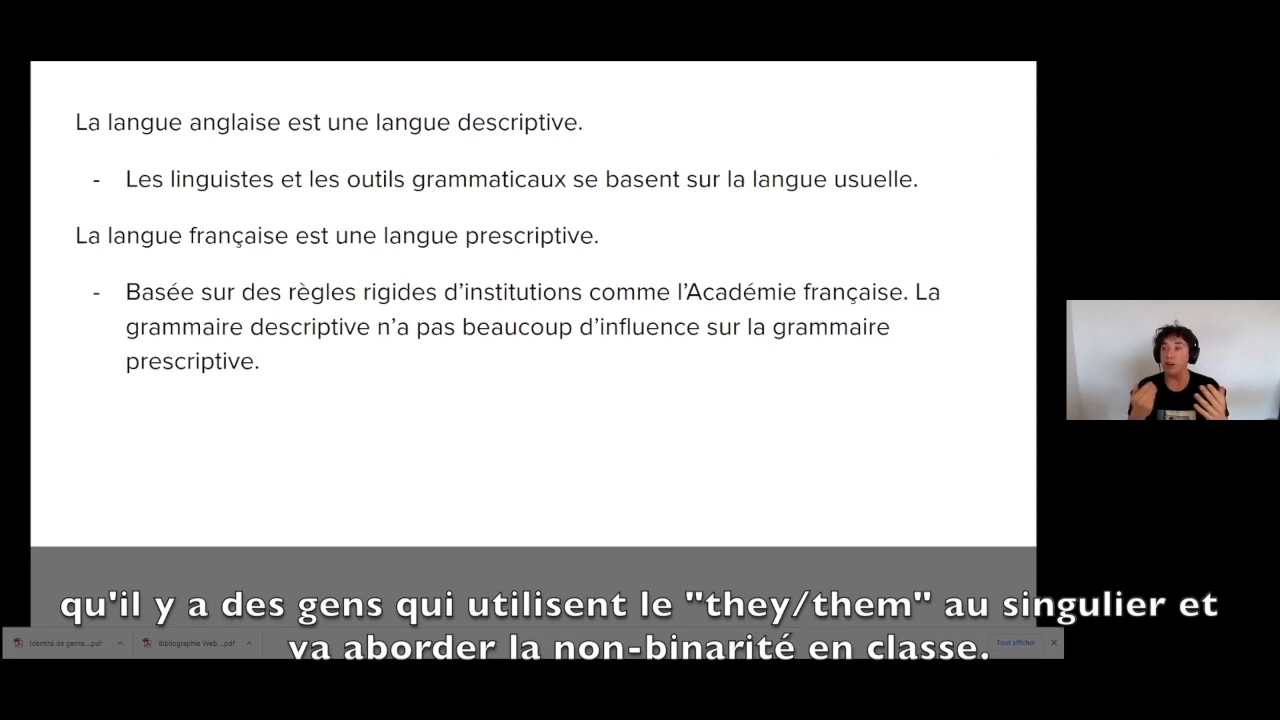 La langue anglaise est une langue descriptive.
- Les linguistes et les outils grammaticaux se basent sur la langue usuelle.
La langue française est une langue prescriptive.
- Basée sur des règles rigides d'institutions comme l'Académie française. La
grammaire descriptive n'a pas beaucoup d'influence sur la grammaire
prescriptive.
qu'il y a des gens qui utilisent le "they/them" au singulier et
va aborder la non-binarité en classe.
Identité de genre....pdf
Bibliographie Web....pdf
Tout afficher